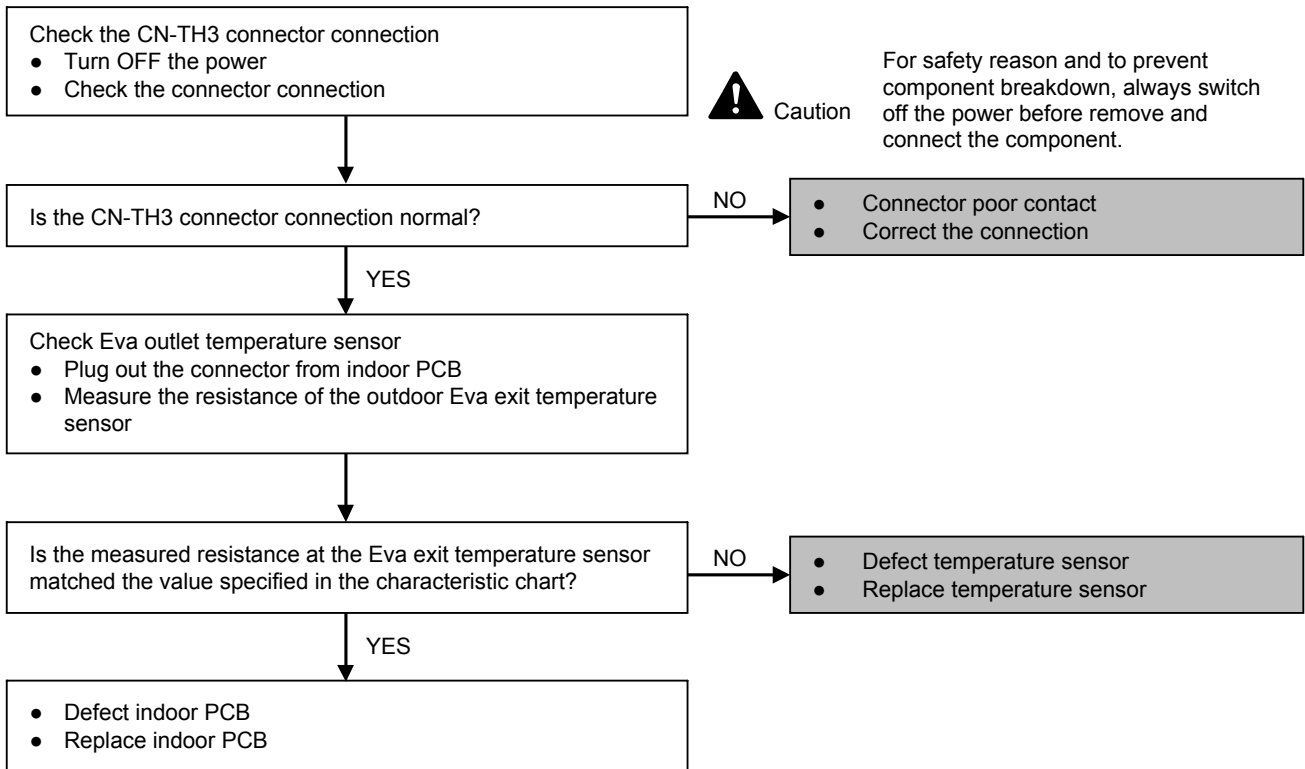 Check the CN-TH3 connector connection
● Turn OFF the power
● Check the connector connection
Caution
For safety reason and to prevent
component breakdown, always switch
off the power before remove and
connect the component.
Is the CN-TH3 connector connection normal?
NO
● Connector poor contact
● Correct the connection
YES
Check Eva outlet temperature sensor
● Plug out the connector from indoor PCB
● Measure the resistance of the outdoor Eva exit temperature
sensor
Is the measured resistance at the Eva exit temperature sensor
matched the value specified in the characteristic chart?
NO
● Defect temperature sensor
● Replace temperature sensor
YES
● Defect indoor PCB
● Replace indoor PCB